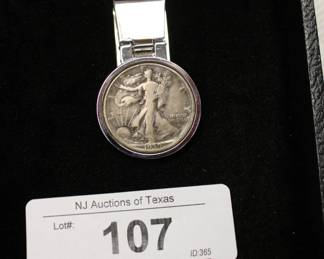 NJ Auctions of Texas
Lot#:
107
ID:365